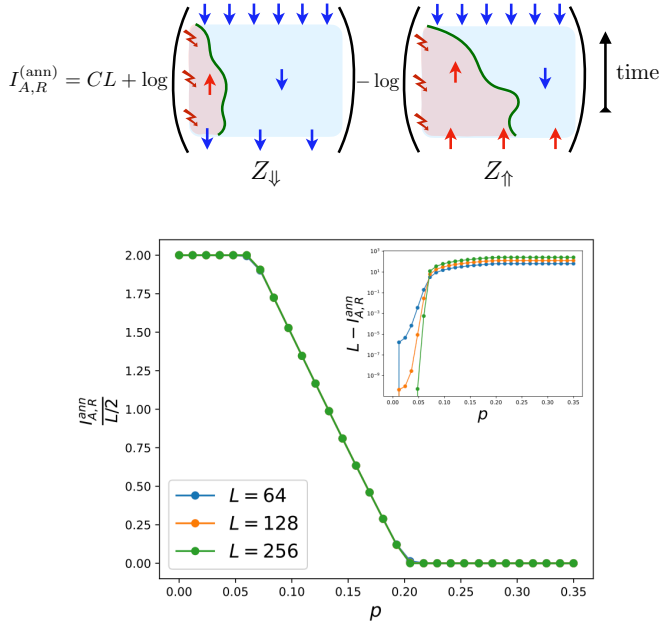 I_{A,R}^{(ann)} = CL + log
− log
time
Z_⇓
Z_⇑
I_{A,R}^{ann} / L/2
2.00
1.75
1.50
1.25
1.00
0.75
0.50
0.25
0.00
0.00 0.05 0.10 0.15 0.20 0.25 0.30 0.35
p
L = 64
L = 128
L = 256
L − I_{A,R}^{ann}
10^3
10^1
10^{-1}
10^{-3}
10^{-5}
10^{-7}
10^{-9}
0.00 0.05 0.10 0.15 0.20 0.25 0.30 0.35
p